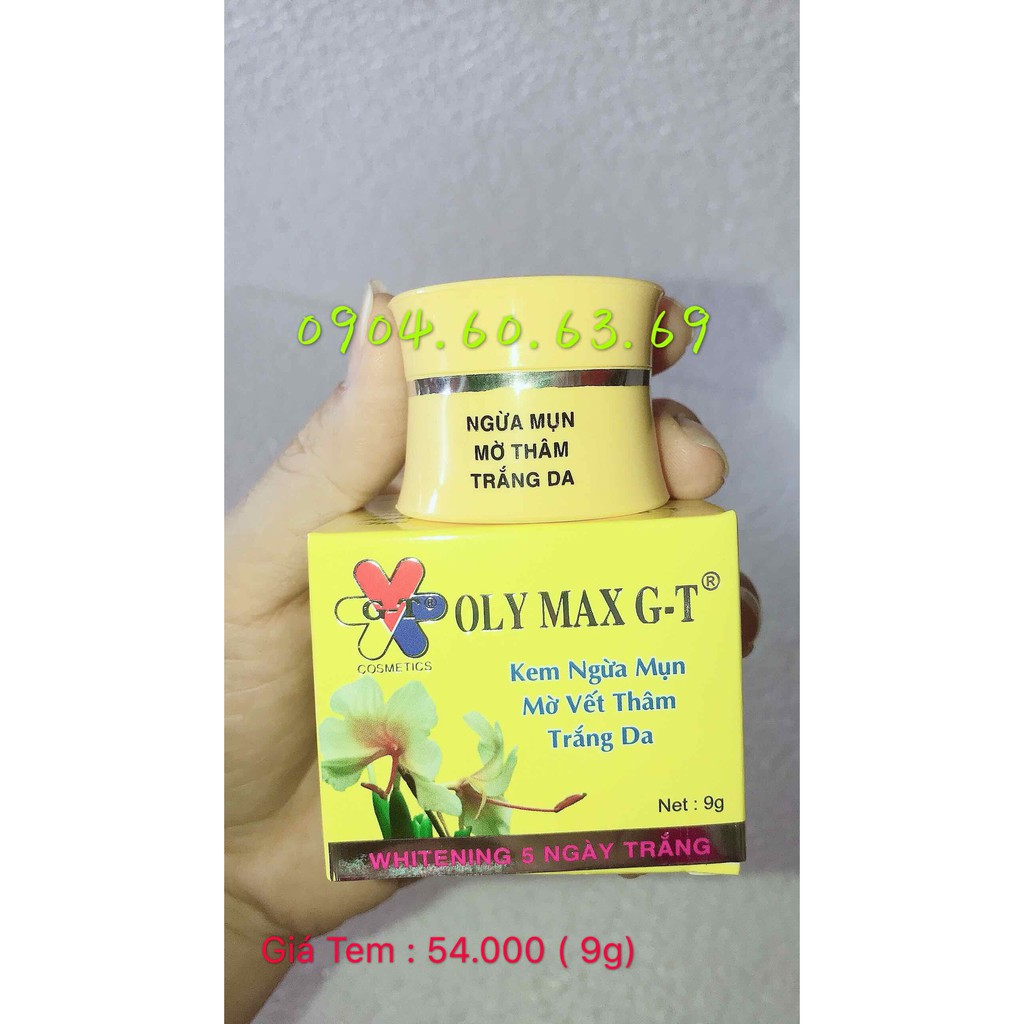 0904.60.63.69
NGỪA MỤN
MỜ THÂM
TRẮNG DA
G-T®
COSMETICS
OLY MAX G-T®
Kem Ngừa Mụn
Mờ Vết Thâm
Trắng Da
Net : 9g
WHITENING 5 NGÀY TRẮNG
Giá Tem : 54.000 ( 9g)